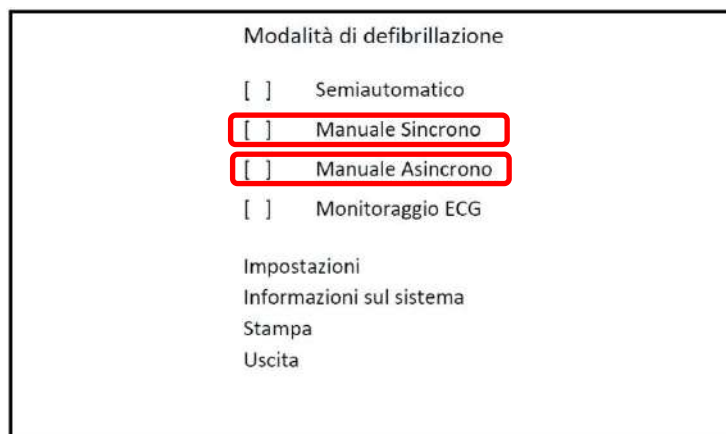 Modalità di defibrillazione
[ ] Semiautomatico
[ ] Manuale Sincrono
[ ] Manuale Asincrono
[ ] Monitoraggio ECG
Impostazioni
Informazioni sul sistema
Stampa
Uscita